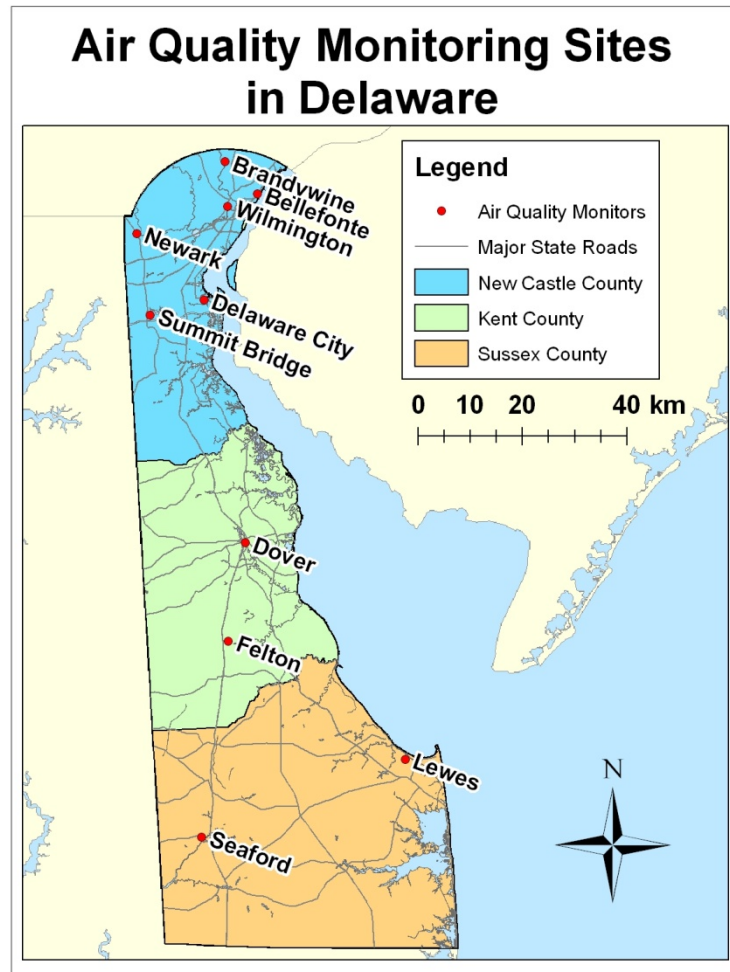 Air Quality Monitoring Sites
in Delaware
Legend
Air Quality Monitors
Major State Roads
New Castle County
Kent County
Sussex County
0 10 20 40 km
Brandywine
Bellefonte
Wilmington
Newark
Delaware City
Summit Bridge
Dover
Felton
Lewes
Seaford
N